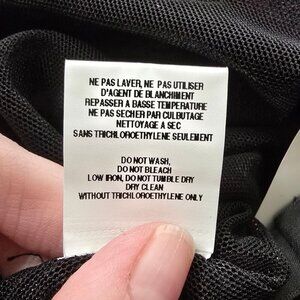 NE PAS LAVER, NE PAS UTILISER
D'AGENT DE BLANCHIMENT
REPASSER A BASSE TEMPERATURE
NE PAS SECHER PAR CULBUTAGE
NETTOYAGE A SEC
SANS TRICHLOROETHYLENE SEULEMENT
DO NOT WASH,
DO NOT BLEACH
LOW IRON, DO NOT TUMBLE DRY
DRY CLEAN
WITHOUT TRICHLOROETHYLENE ONLY